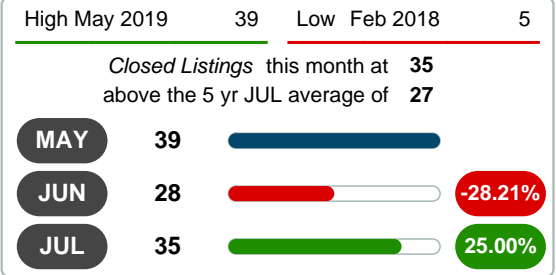 High May 2019 39 Low Feb 2018 5
Closed Listings this month at 35
above the 5 yr JUL average of 27
MAY 39
JUN 28 -28.21%
JUL 35 25.00%